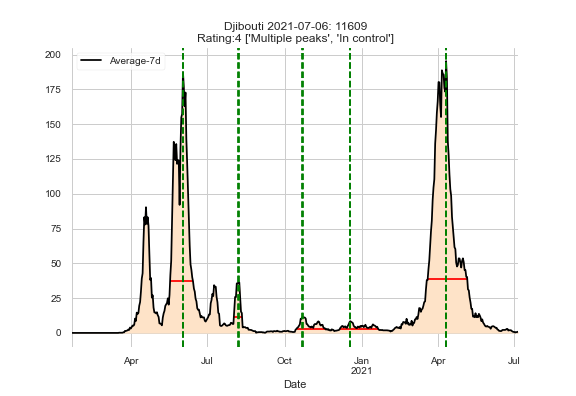 Djibouti 2021-07-06: 11609
Rating:4 ['Multiple peaks', 'In control']
Average-7d
200
175
150
125
100
75
50
25
0
Apr
Jul
Oct
Jan
2021
Apr
Jul
Date